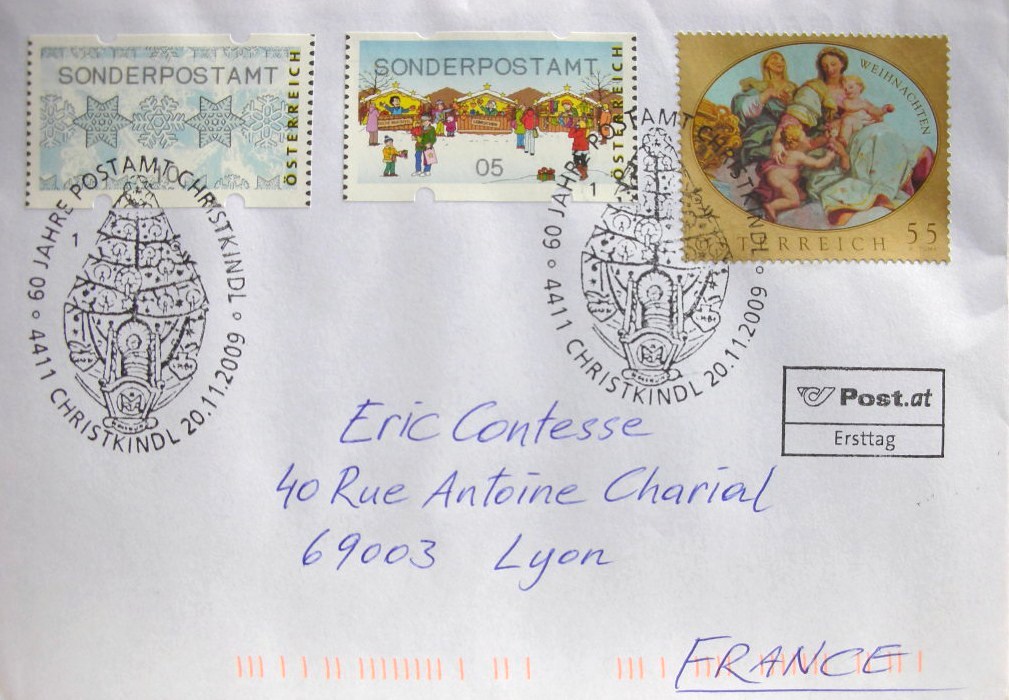 SONDERPOSTAMT
ÖSTERREICH
10
SONDERPOSTAMT
ÖSTERREICH
05
1
WEIHNACHTEN
ÖSTERREICH 55
60 JAHRE POSTAMT CHRISTKINDL
1
4411 CHRISTKINDL 20.11.2009
60 JAHRE POSTAMT CHRISTKINDL
4411 CHRISTKINDL 20.11.2009
Post.at
Ersttag
Eric Contesse
40 Rue Antoine Charial
69003 Lyon
FRANCE